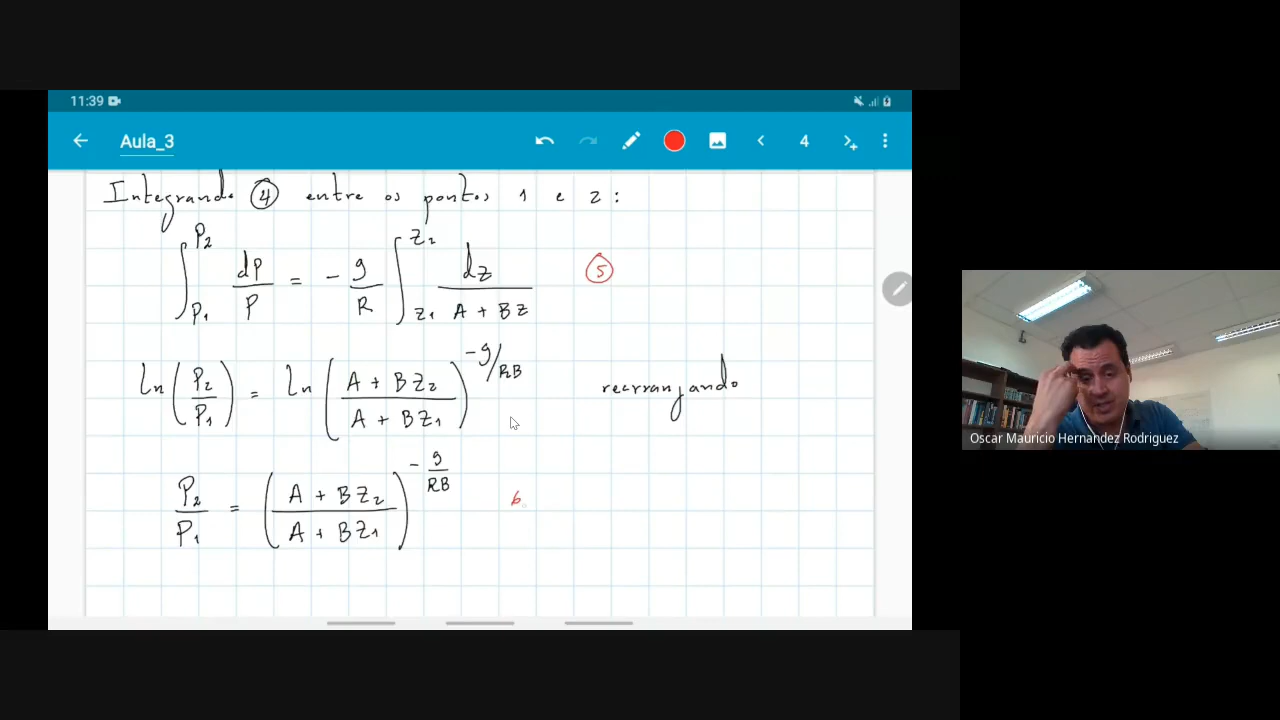 11:39
Aula_3
4
Integrando ④ entre os pontos 1 e 2:
∫_{P₁}^{P₂} dP/P = - g/R ∫_{Z₁}^{Z₂} dz/(A + BZ) ⑤
ln(P₂/P₁) = ln((A + BZ₂)/(A + BZ₁))^{-g/RB} rearranjando
P₂/P₁ = ((A + BZ₂)/(A + BZ₁))^{-g/RB} 6
Oscar Mauricio Hernandez Rodriguez